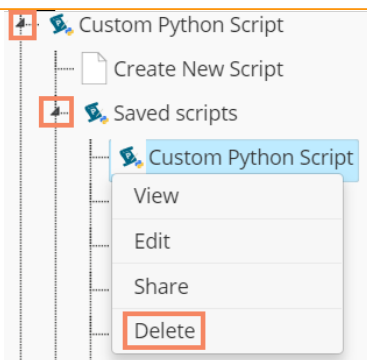 Custom Python Script
Create New Script
Saved scripts
Custom Python Script
View
Edit
Share
Delete